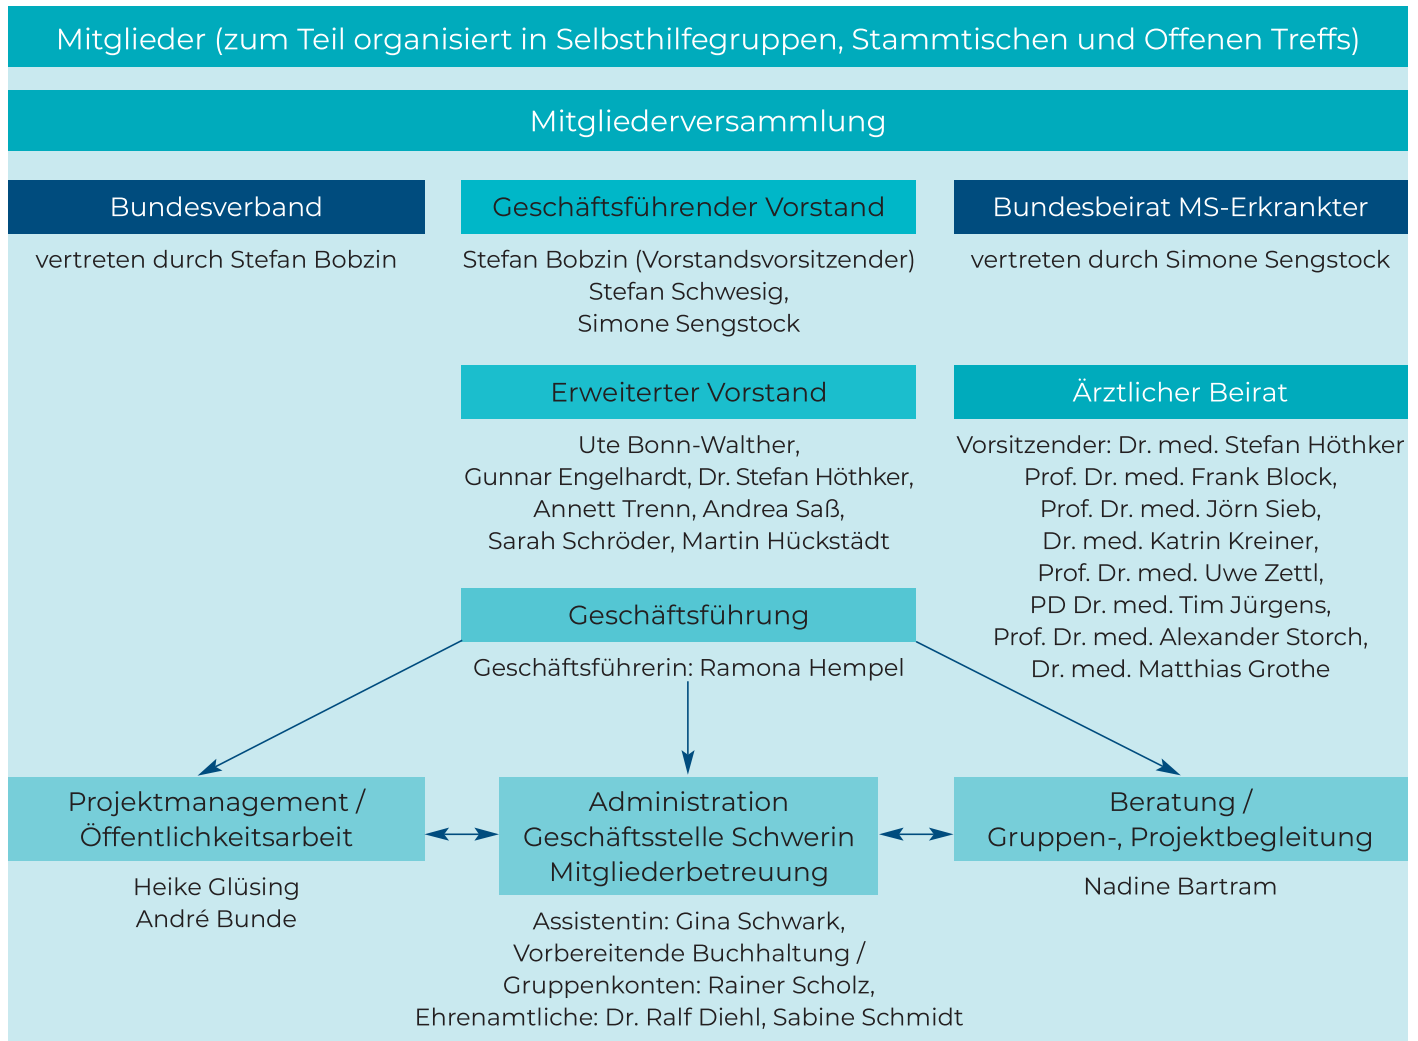 Mitglieder (zum Teil organisiert in Selbsthilfegruppen, Stammtischen und Offenen Treffs)
Mitgliederversammlung
Bundesverband
vertreten durch Stefan Bobzin
Geschäftsführender Vorstand
Stefan Bobzin (Vorstandsvorsitzender)
Stefan Schwesig,
Simone Sengstock
Bundesbeirat MS-Erkrankter
vertreten durch Simone Sengstock
Erweiterter Vorstand
Ute Bonn-Walther,
Gunnar Engelhardt, Dr. Stefan Höthker,
Annett Trenn, Andrea Saß,
Sarah Schröder, Martin Hückstädt
Ärztlicher Beirat
Vorsitzender: Dr. med. Stefan Höthker
Prof. Dr. med. Frank Block,
Prof. Dr. med. Jörn Sieb,
Dr. med. Katrin Kreiner,
Prof. Dr. med. Uwe Zettl,
PD Dr. med. Tim Jürgens,
Prof. Dr. med. Alexander Storch,
Dr. med. Matthias Grothe
Geschäftsführung
Geschäftsführerin: Ramona Hempel
Projektmanagement /
Öffentlichkeitsarbeit
Heike Glüsing
André Bunde
Administration
Geschäftsstelle Schwerin
Mitgliederbetreuung
Assistentin: Gina Schwark,
Vorbereitende Buchhaltung /
Gruppenkonten: Rainer Scholz,
Ehrenamtliche: Dr. Ralf Diehl, Sabine Schmidt
Beratung /
Gruppen-, Projektbegleitung
Nadine Bartram